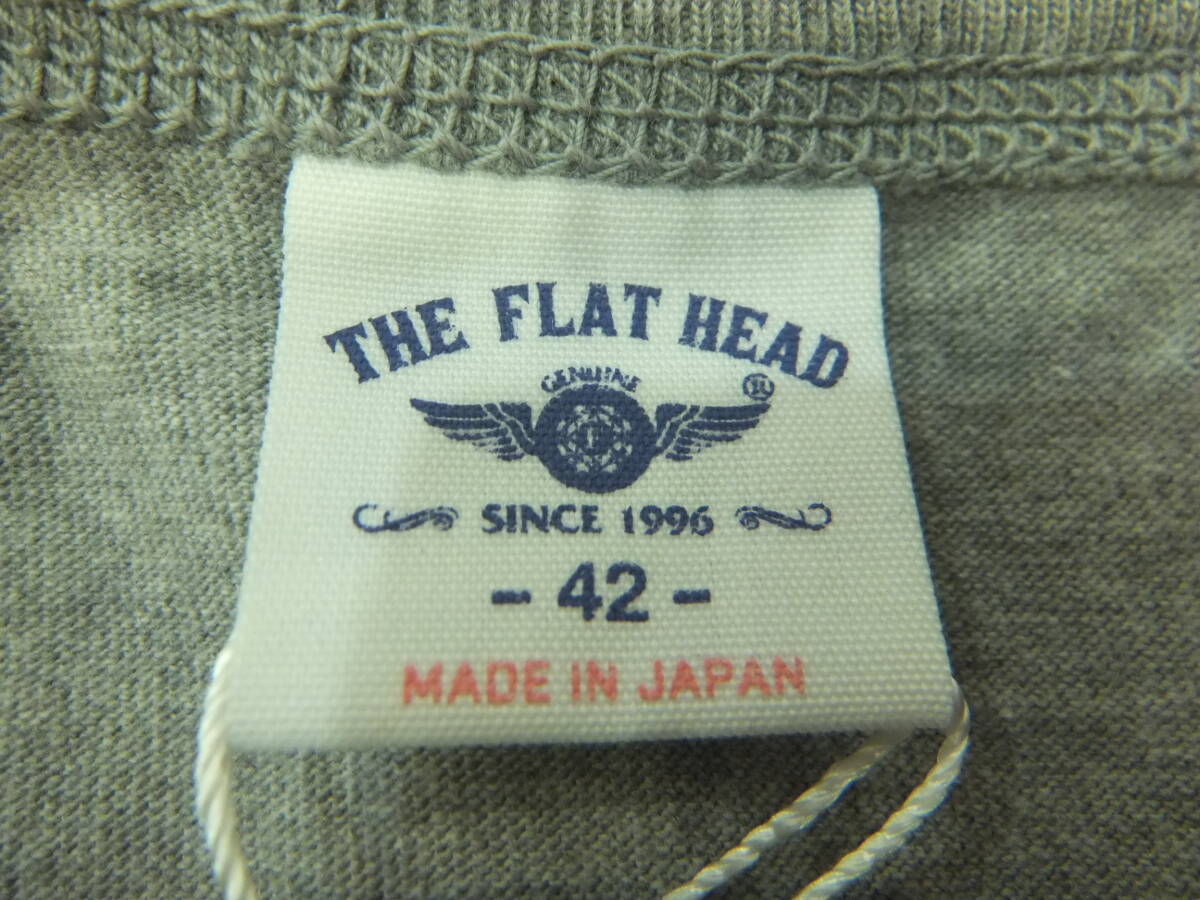 THE FLAT HEAD
GENUINE
®
SINCE 1996
- 42 -
MADE IN JAPAN